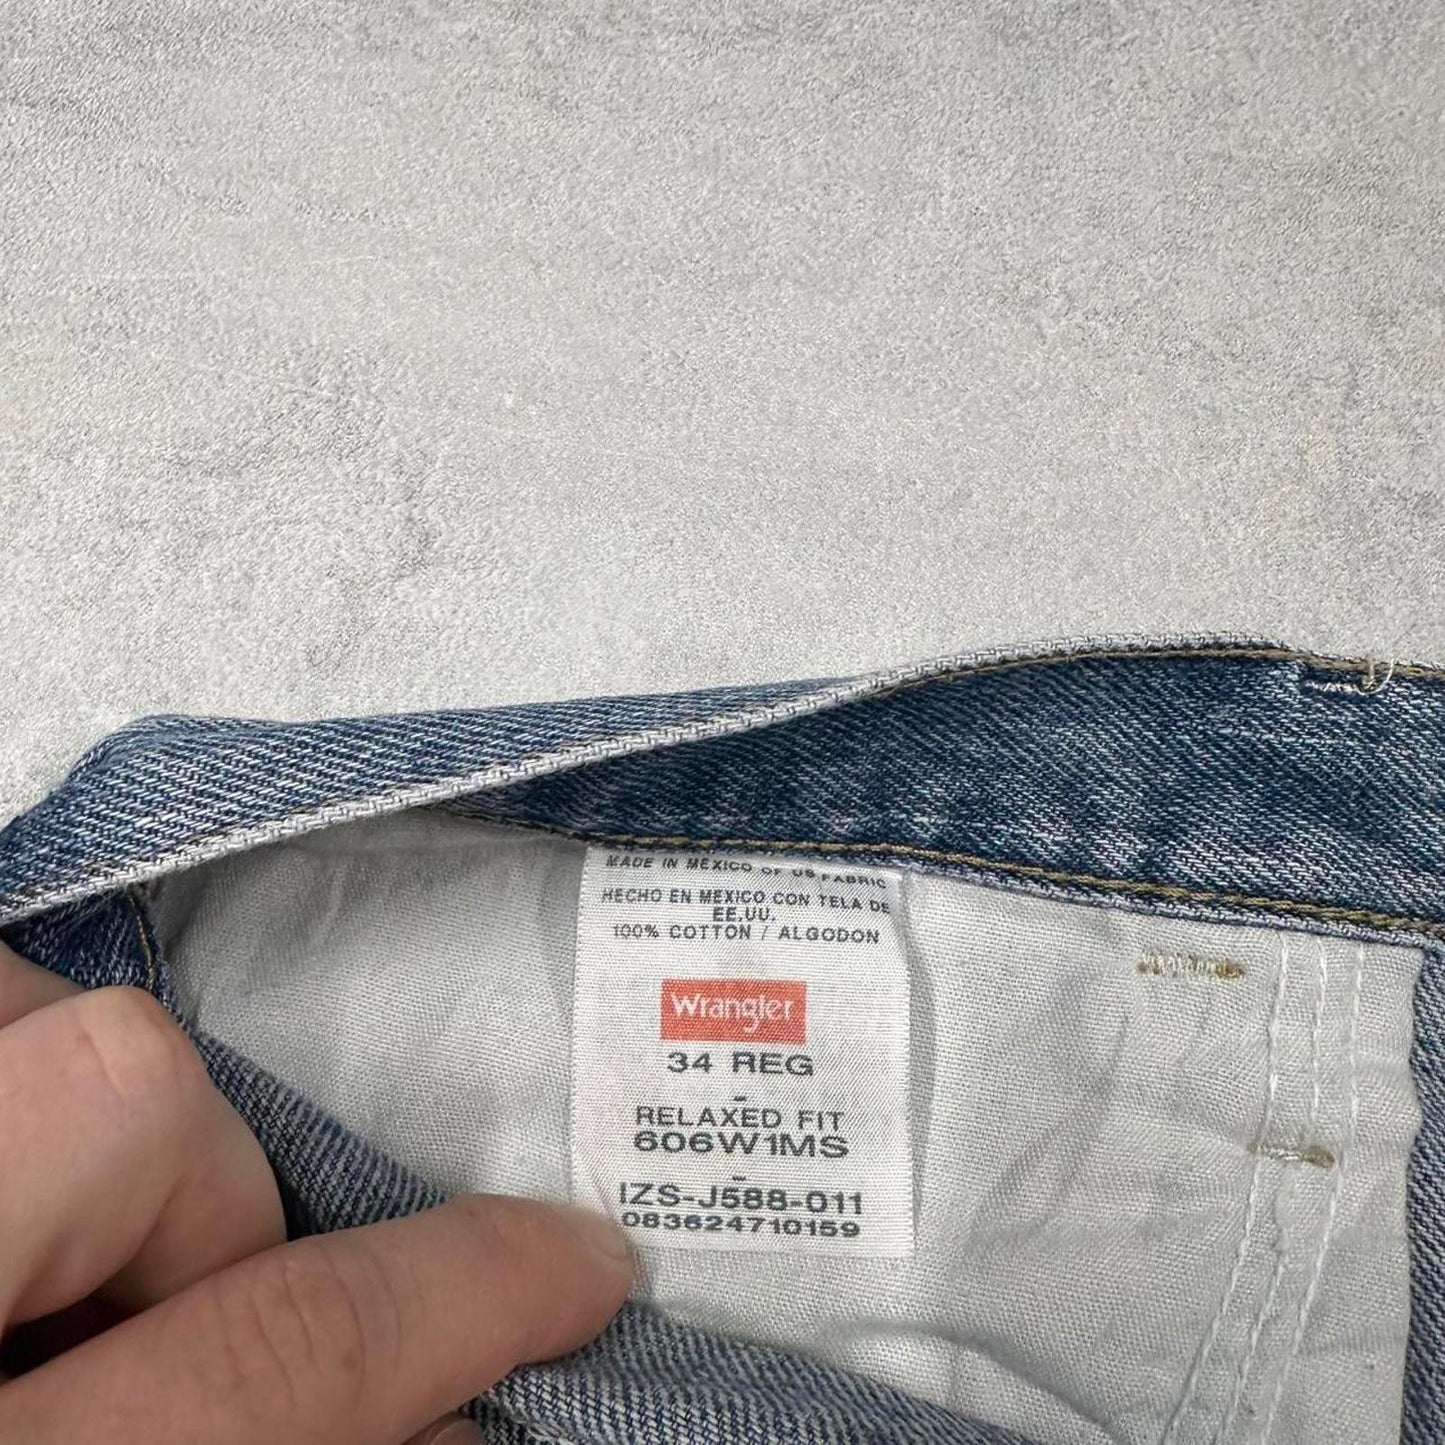 MADE IN MEXICO OF US FABRIC
HECHO EN MEXICO CON TELA DE
EE.UU.
100% COTTON / ALGODON
Wrangler
34 REG
-
RELAXED FIT
606W1MS
-
IZS-J588-011
083624710159